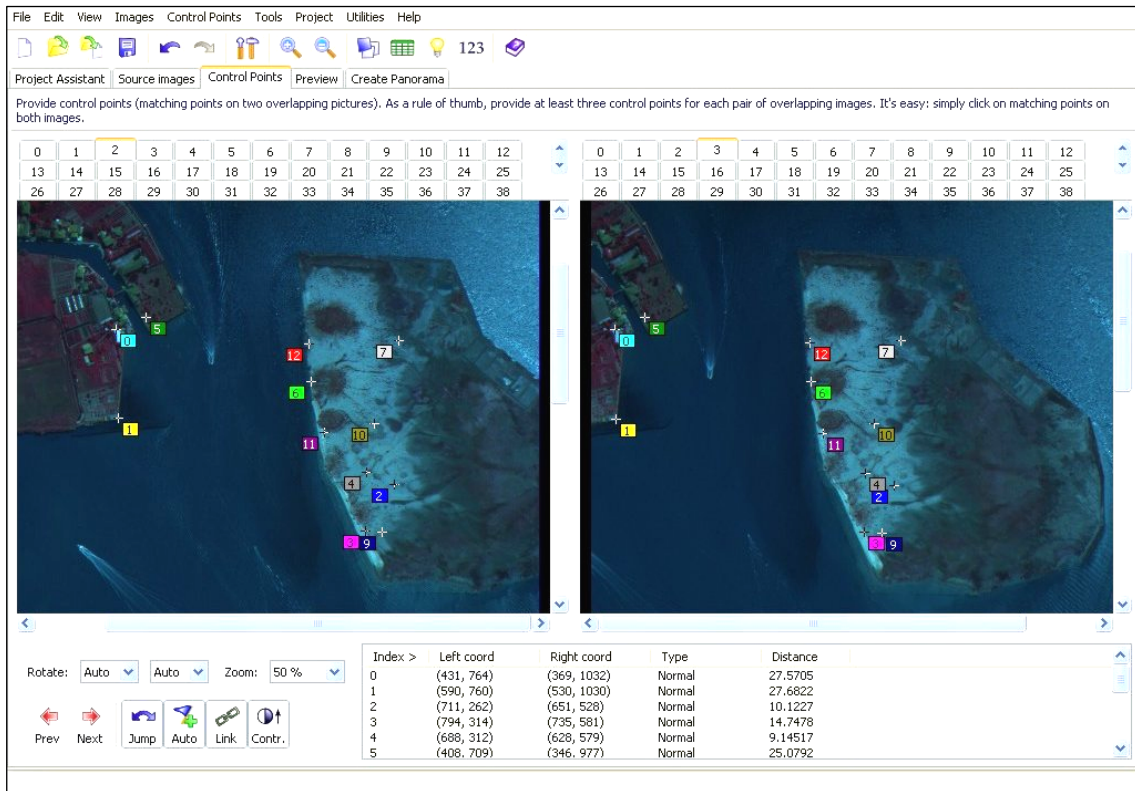 File Edit View Images Control Points Tools Project Utilities Help
123
Project Assistant Source images Control Points Preview Create Panorama
Provide control points (matching points on two overlapping pictures). As a rule of thumb, provide at least three control points for each pair of overlapping images. It's easy: simply click on matching points on
both images.
0 1 2 3 4 5 6 7 8 9 10 11 12
13 14 15 16 17 18 19 20 21 22 23 24 25
26 27 28 29 30 31 32 33 34 35 36 37 38
0 1 2 3 4 5 6 7 8 9 10 11 12
13 14 15 16 17 18 19 20 21 22 23 24 25
26 27 28 29 30 31 32 33 34 35 36 37 38
5
0
12
7
6
1
10
11
4
2
3 9
5
0
12
7
6
1
10
11
4
2
3 9
Rotate: Auto Auto Zoom: 50 %
Prev Next Jump Auto Link Contr.
Index > Left coord Right coord Type Distance
0 (431, 764) (369, 1032) Normal 27.5705
1 (590, 760) (530, 1030) Normal 27.6822
2 (711, 262) (651, 528) Normal 10.1227
3 (794, 314) (735, 581) Normal 14.7478
4 (688, 312) (628, 579) Normal 9.14517
5 (408, 709) (346, 977) Normal 25.0792